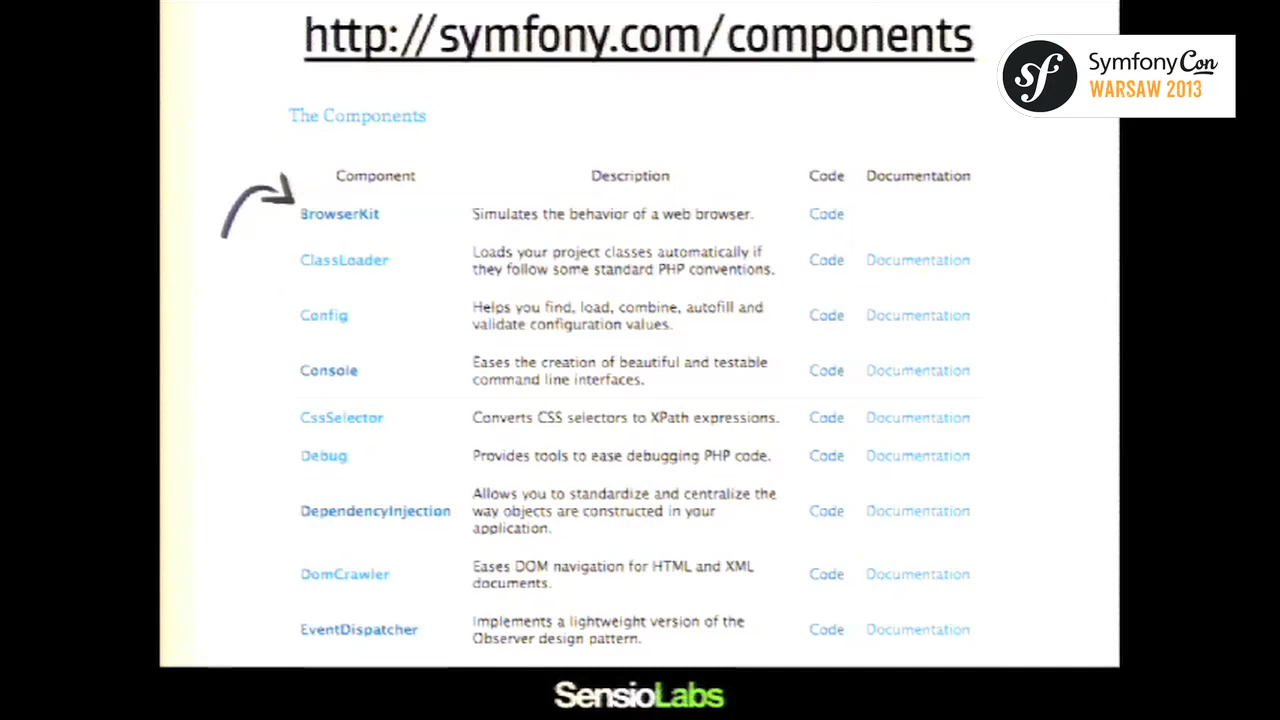 http://symfony.com/components
sf SymfonyCon
WARSAW 2013
The Components
Component Description Code Documentation
BrowserKit Simulates the behavior of a web browser. Code
ClassLoader Loads your project classes automatically if they follow some standard PHP conventions. Code Documentation
Config Helps you find, load, combine, autofill and validate configuration values. Code Documentation
Console Eases the creation of beautiful and testable command line interfaces. Code Documentation
CssSelector Converts CSS selectors to XPath expressions. Code Documentation
Debug Provides tools to ease debugging PHP code. Code Documentation
DependencyInjection Allows you to standardize and centralize the way objects are constructed in your application. Code Documentation
DomCrawler Eases DOM navigation for HTML and XML documents. Code Documentation
EventDispatcher Implements a lightweight version of the Observer design pattern. Code Documentation
SensioLabs